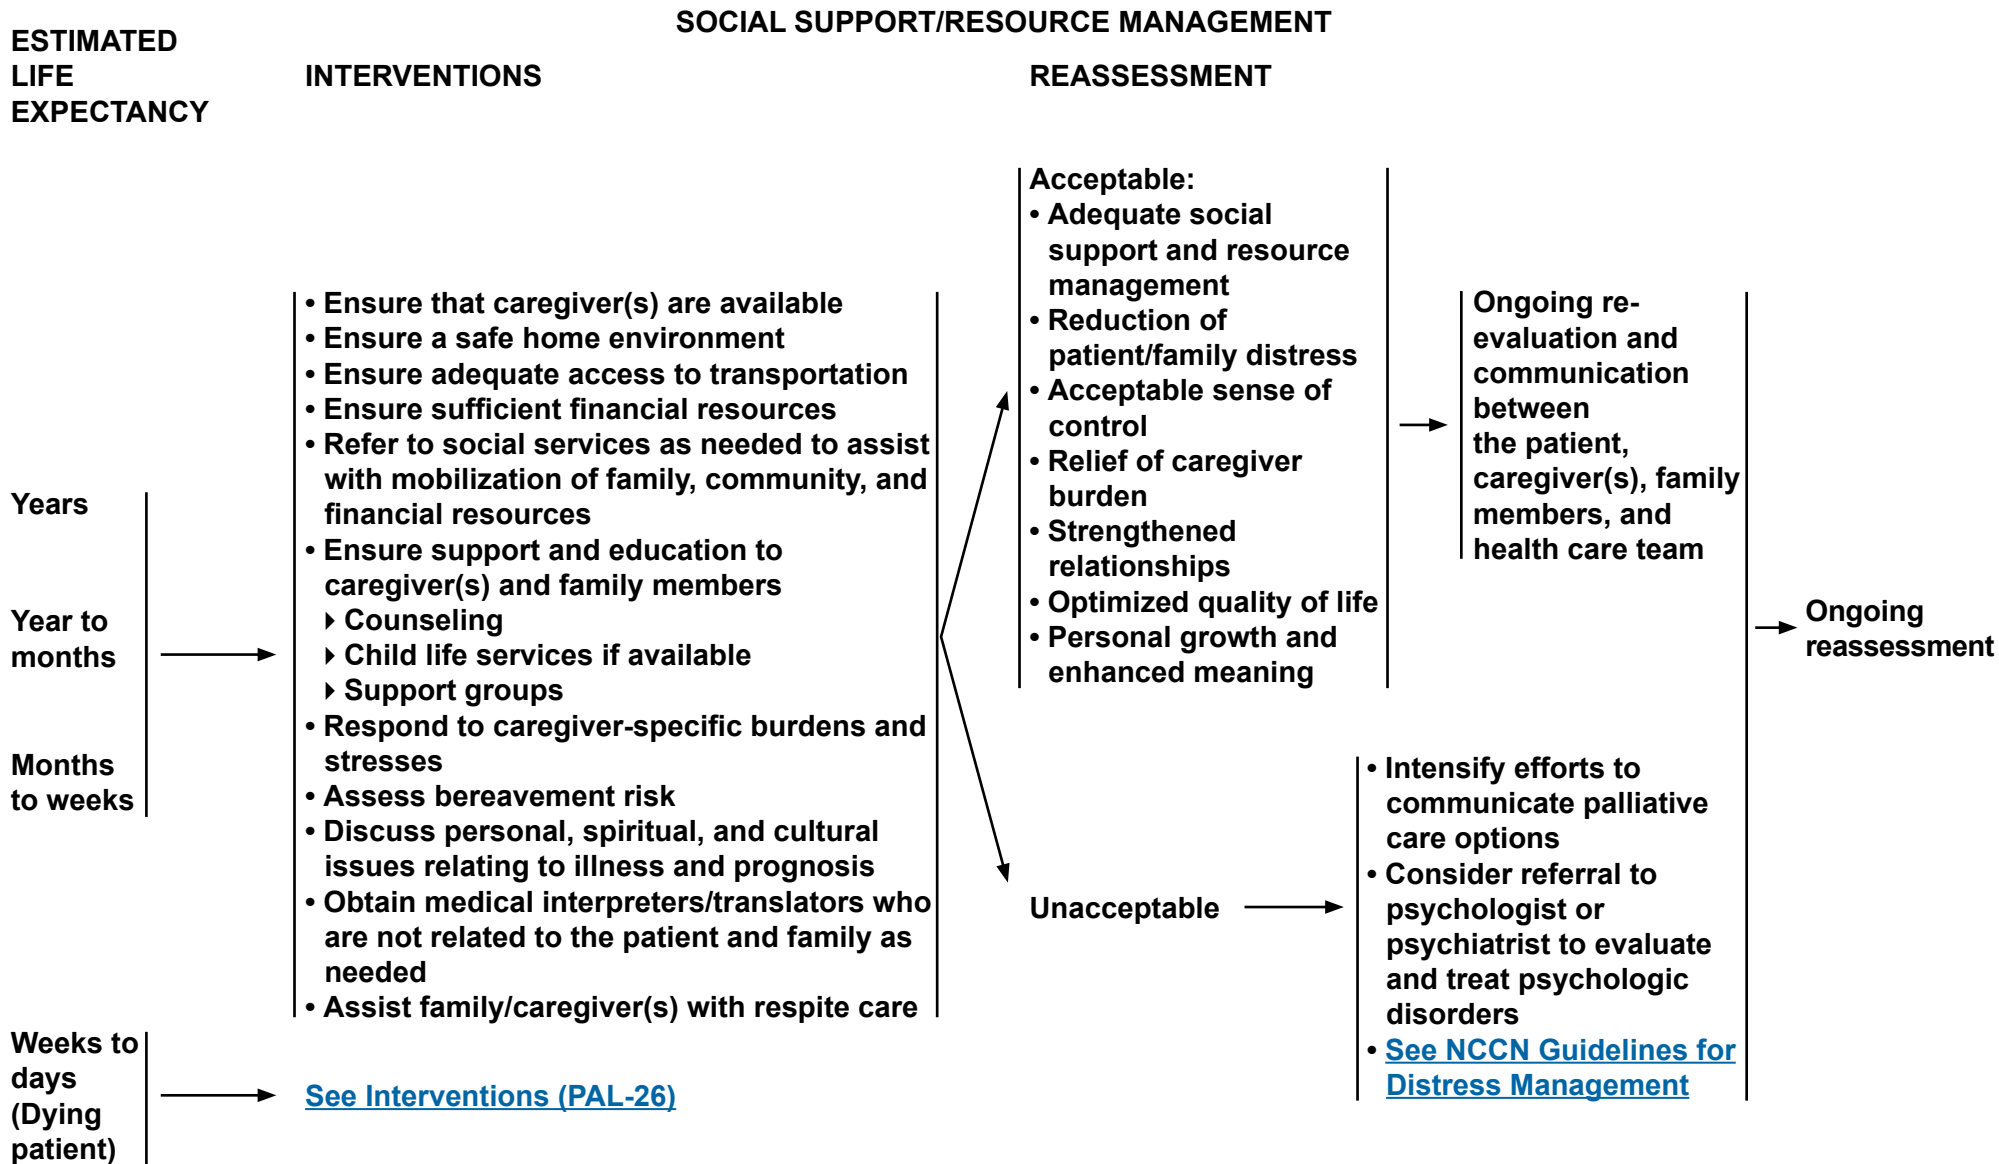 SOCIAL SUPPORT/RESOURCE MANAGEMENT
ESTIMATED
LIFE
EXPECTANCY
INTERVENTIONS
REASSESSMENT
Years
Year to
months
Months
to weeks
• Ensure that caregiver(s) are available
• Ensure a safe home environment
• Ensure adequate access to transportation
• Ensure sufficient financial resources
• Refer to social services as needed to assist
with mobilization of family, community, and
financial resources
• Ensure support and education to
caregiver(s) and family members
‣ Counseling
‣ Child life services if available
‣ Support groups
• Respond to caregiver-specific burdens and
stresses
• Assess bereavement risk
• Discuss personal, spiritual, and cultural
issues relating to illness and prognosis
• Obtain medical interpreters/translators who
are not related to the patient and family as
needed
• Assist family/caregiver(s) with respite care
Acceptable:
• Adequate social
support and resource
management
• Reduction of
patient/family distress
• Acceptable sense of
control
• Relief of caregiver
burden
• Strengthened
relationships
• Optimized quality of life
• Personal growth and
enhanced meaning
Ongoing re-
evaluation and
communication
between
the patient,
caregiver(s), family
members, and
health care team
Unacceptable
• Intensify efforts to
communicate palliative
care options
• Consider referral to
psychologist or
psychiatrist to evaluate
and treat psychologic
disorders
• See NCCN Guidelines for
Distress Management
Ongoing
reassessment
Weeks to
days
(Dying
patient)
See Interventions (PAL-26)